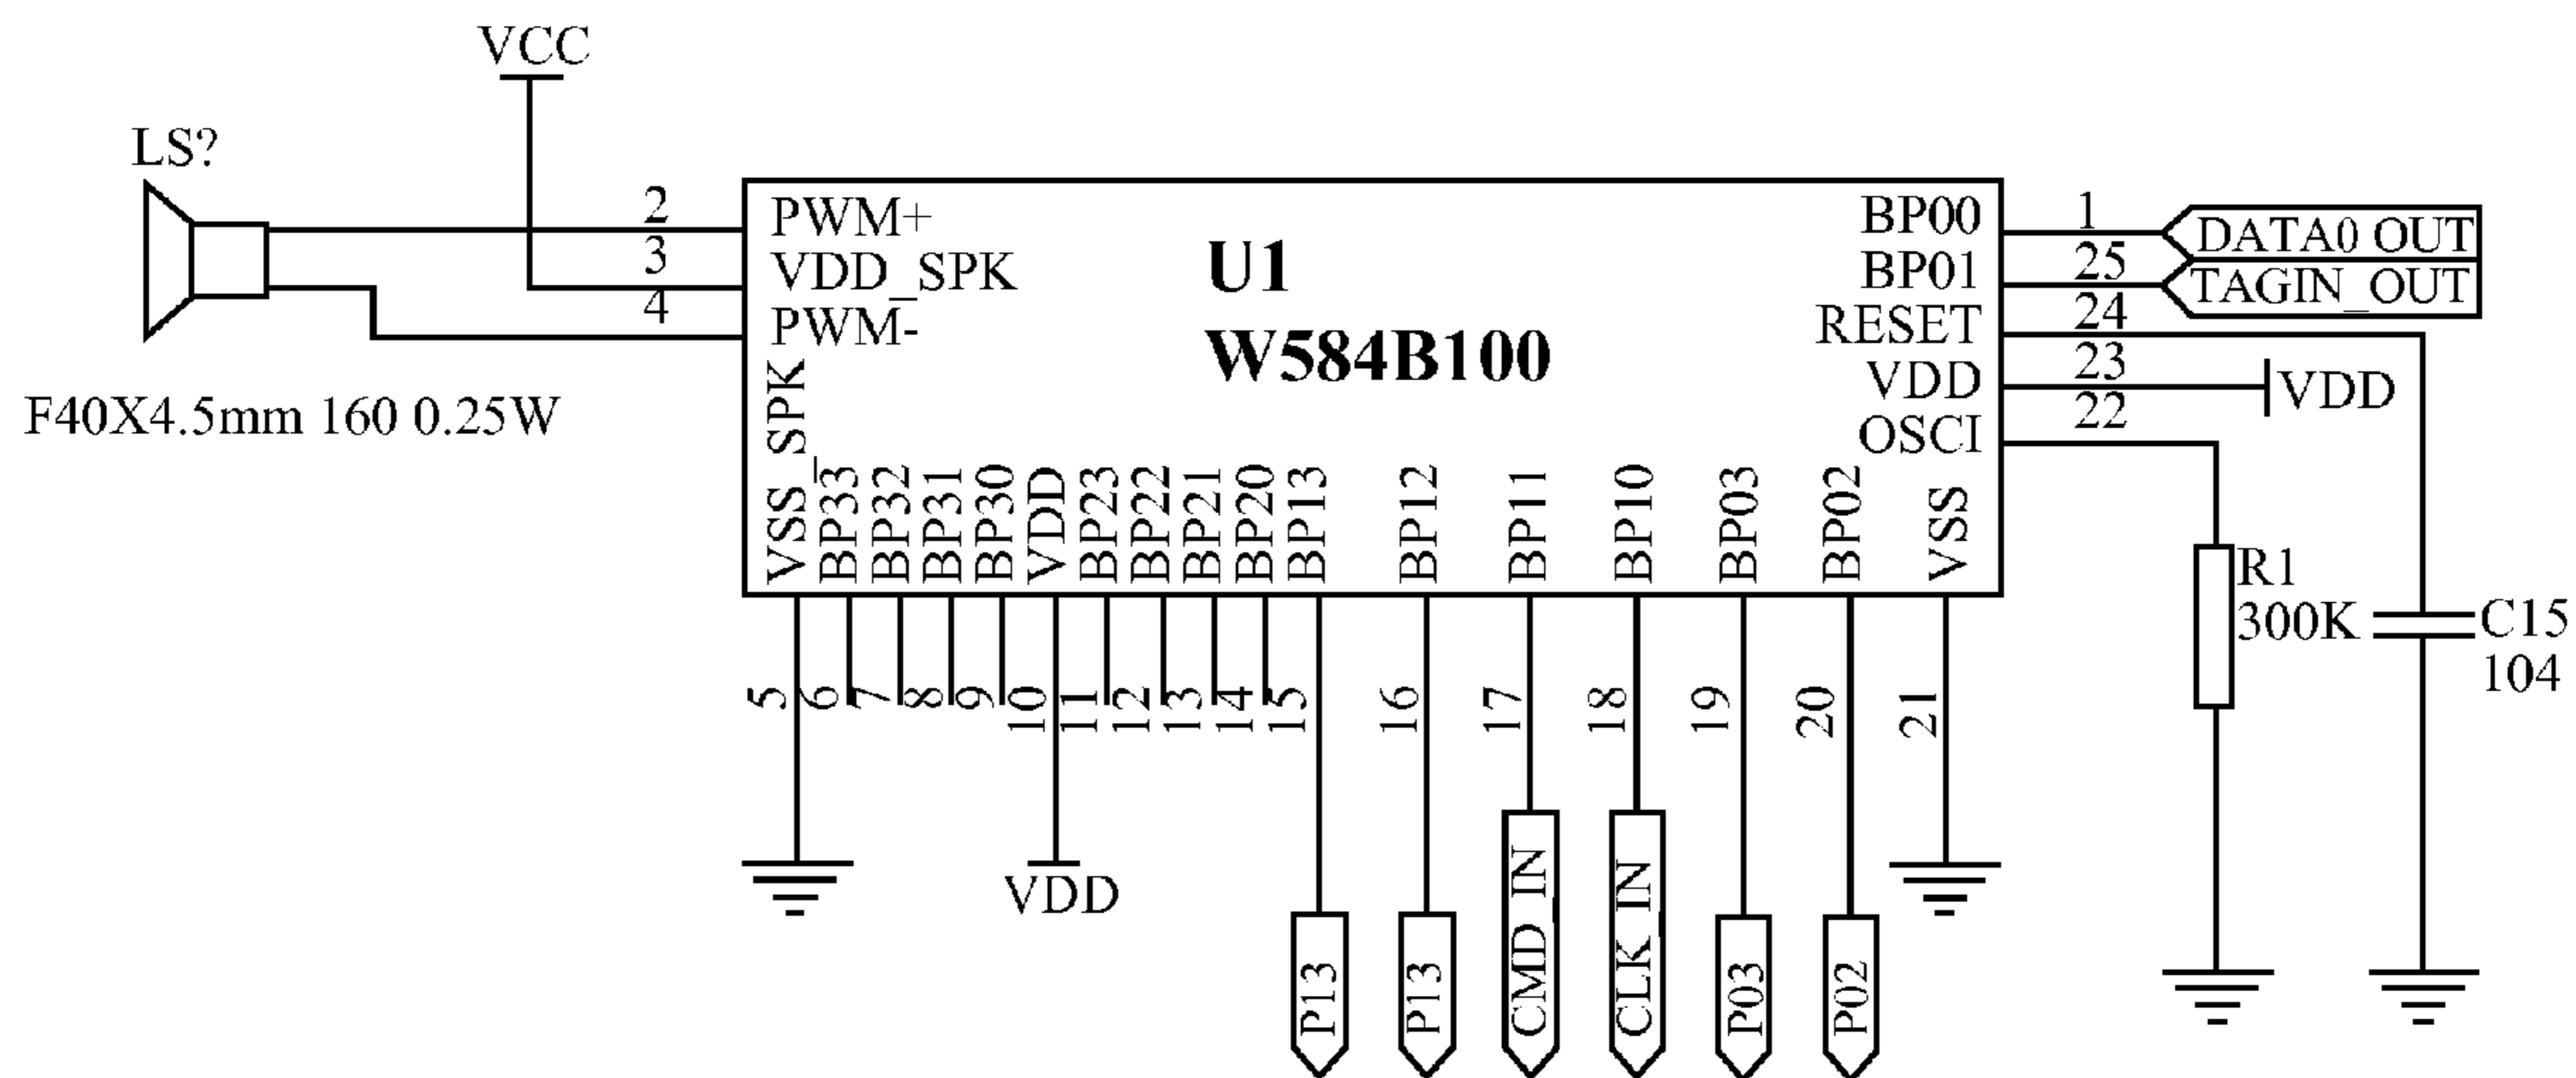 VCC
LS?
F40X4.5mm 160 0.25W
2
3
4
PWM+
VDD_SPK
PWM-
U1
W584B100
BP00
BP01
RESET
VDD
OSCI
1
25
24
23
22
DATA0_OUT
TAGIN_OUT
VDD
VSS_SPK
BP33
BP32
BP31
BP30
VDD
BP23
BP22
BP21
BP20
BP13
BP12
BP11
BP10
BP03
BP02
VSS
R1
300K
C15
104
5
6
7
8
9
10
11
12
13
14
15
16
17
18
19
20
21
VDD
P13
P13
CMD_IN
CLK_IN
P03
P02